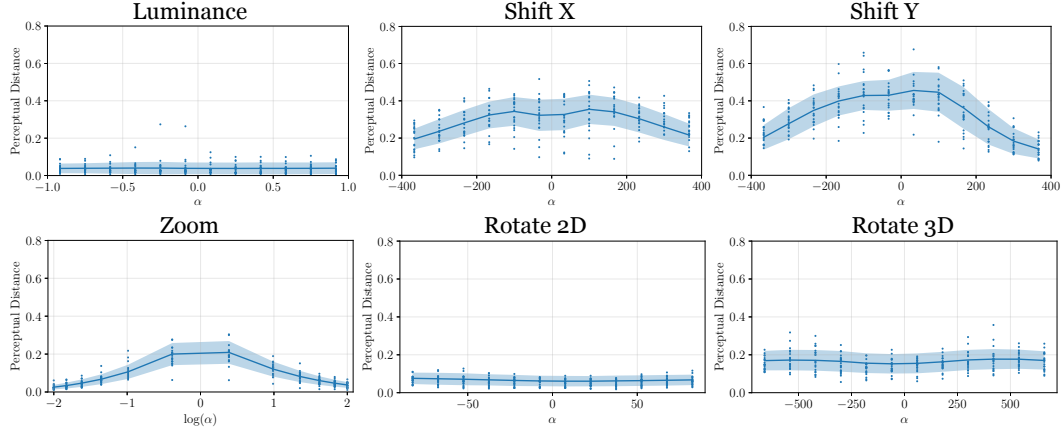 Luminance
Perceptual Distance
0.8
0.6
0.4
0.2
0.0
−1.0 −0.5 0.0 0.5 1.0
α
Shift X
Perceptual Distance
0.8
0.6
0.4
0.2
0.0
−400 −200 0 200 400
α
Shift Y
Perceptual Distance
0.8
0.6
0.4
0.2
0.0
−400 −200 0 200 400
α
Zoom
Perceptual Distance
0.8
0.6
0.4
0.2
0.0
−2 −1 0 1 2
log(α)
Rotate 2D
Perceptual Distance
0.8
0.6
0.4
0.2
0.0
−50 0 50
α
Rotate 3D
Perceptual Distance
0.8
0.6
0.4
0.2
0.0
−500 −250 0 250 500
α